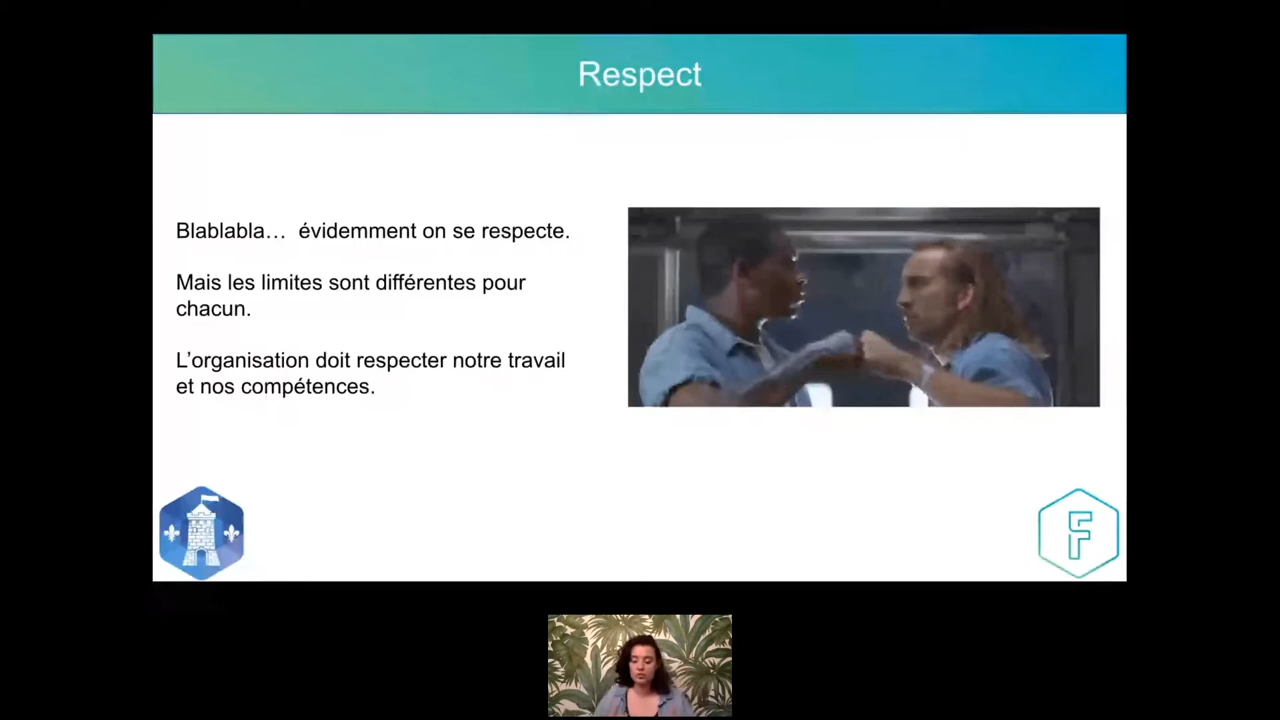 Respect
Blablabla… évidemment on se respecte.
Mais les limites sont différentes pour
chacun.
L’organisation doit respecter notre travail
et nos compétences.
F